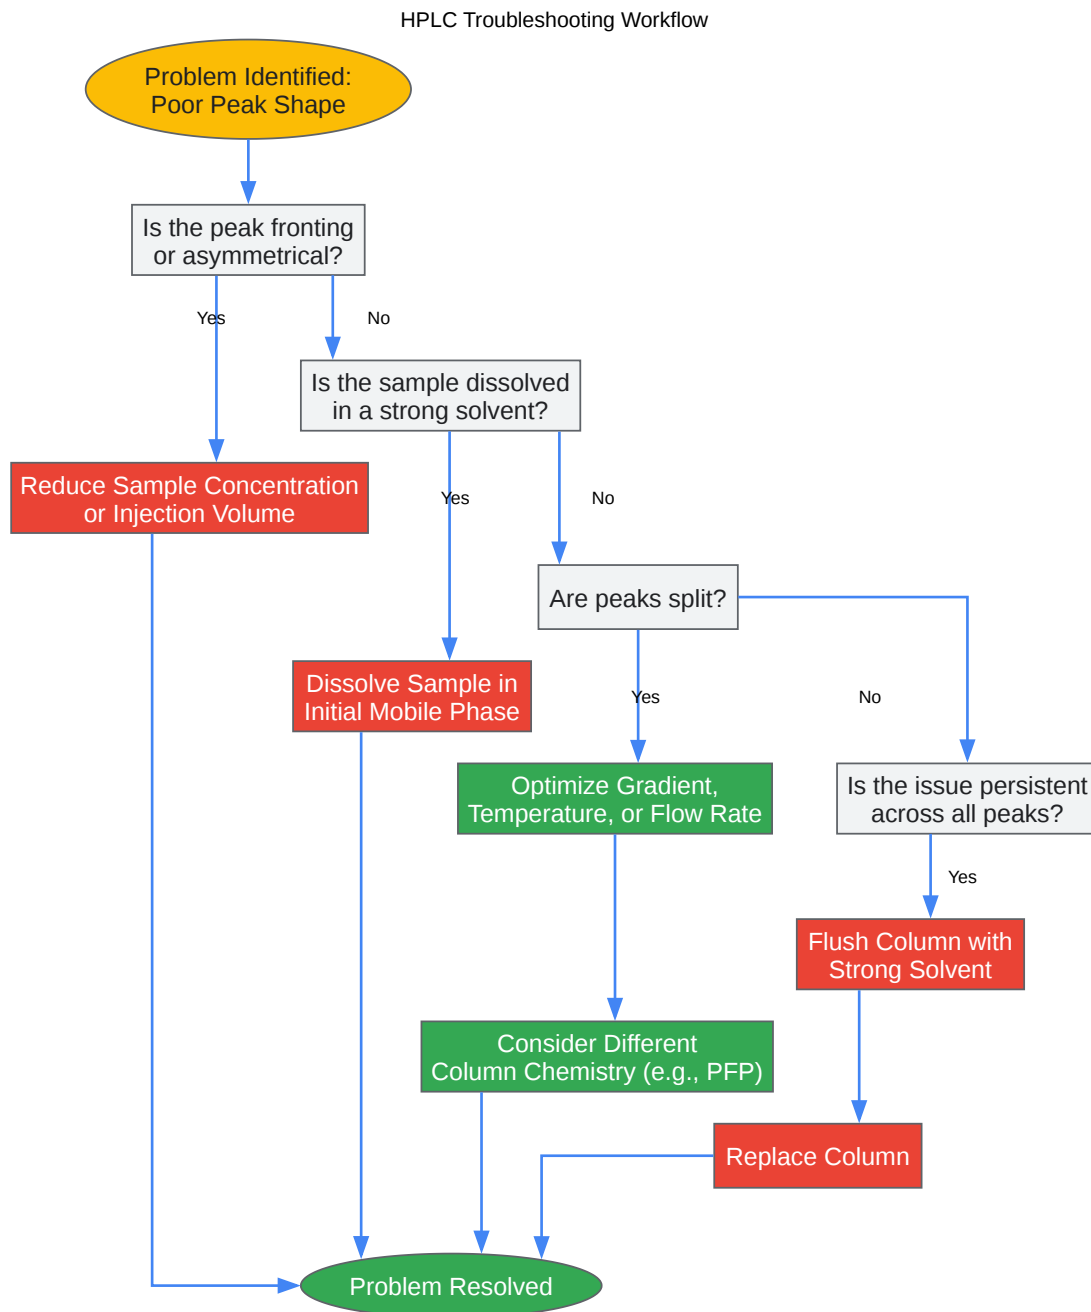 HPLC Troubleshooting Workflow
Problem Identified:
Poor Peak Shape
Is the peak fronting
or asymmetrical?
Yes
No
Is the sample dissolved
in a strong solvent?
Reduce Sample Concentration
or Injection Volume
Yes
No
Are peaks split?
Dissolve Sample in
Initial Mobile Phase
Yes
No
Optimize Gradient,
Temperature, or Flow Rate
Is the issue persistent
across all peaks?
Yes
Flush Column with
Strong Solvent
Consider Different
Column Chemistry (e.g., PFP)
Replace Column
Problem Resolved